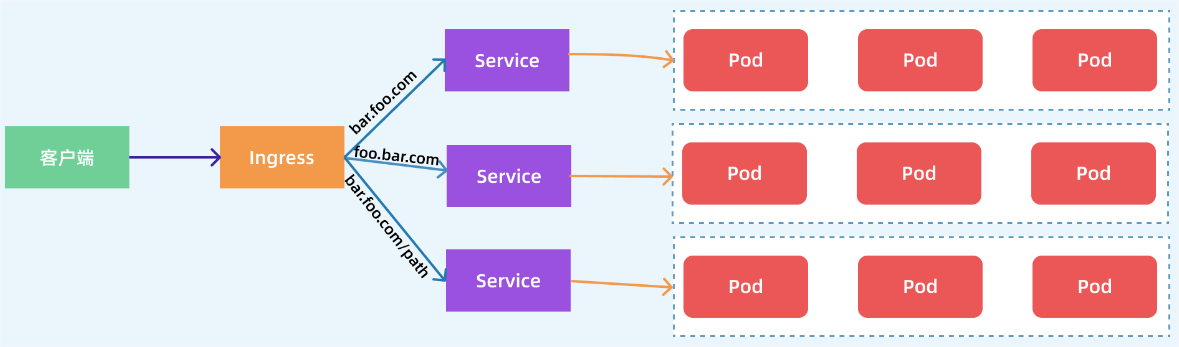 客户端
Ingress
bar.foo.com
foo.bar.com
bar.foo.com/path
Service
Pod
Pod
Pod
Service
Pod
Pod
Pod
Service
Pod
Pod
Pod